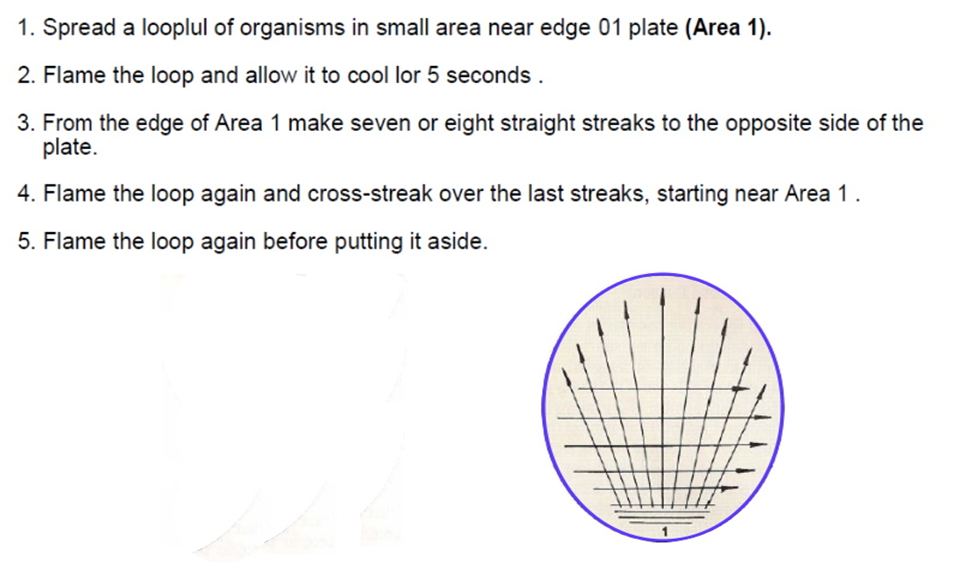 1. Spread a looplul of organisms in small area near edge 01 plate (Area 1).
2. Flame the loop and allow it to cool lor 5 seconds .
3. From the edge of Area 1 make seven or eight straight streaks to the opposite side of the
plate.
4. Flame the loop again and cross-streak over the last streaks, starting near Area 1 .
5. Flame the loop again before putting it aside.
1